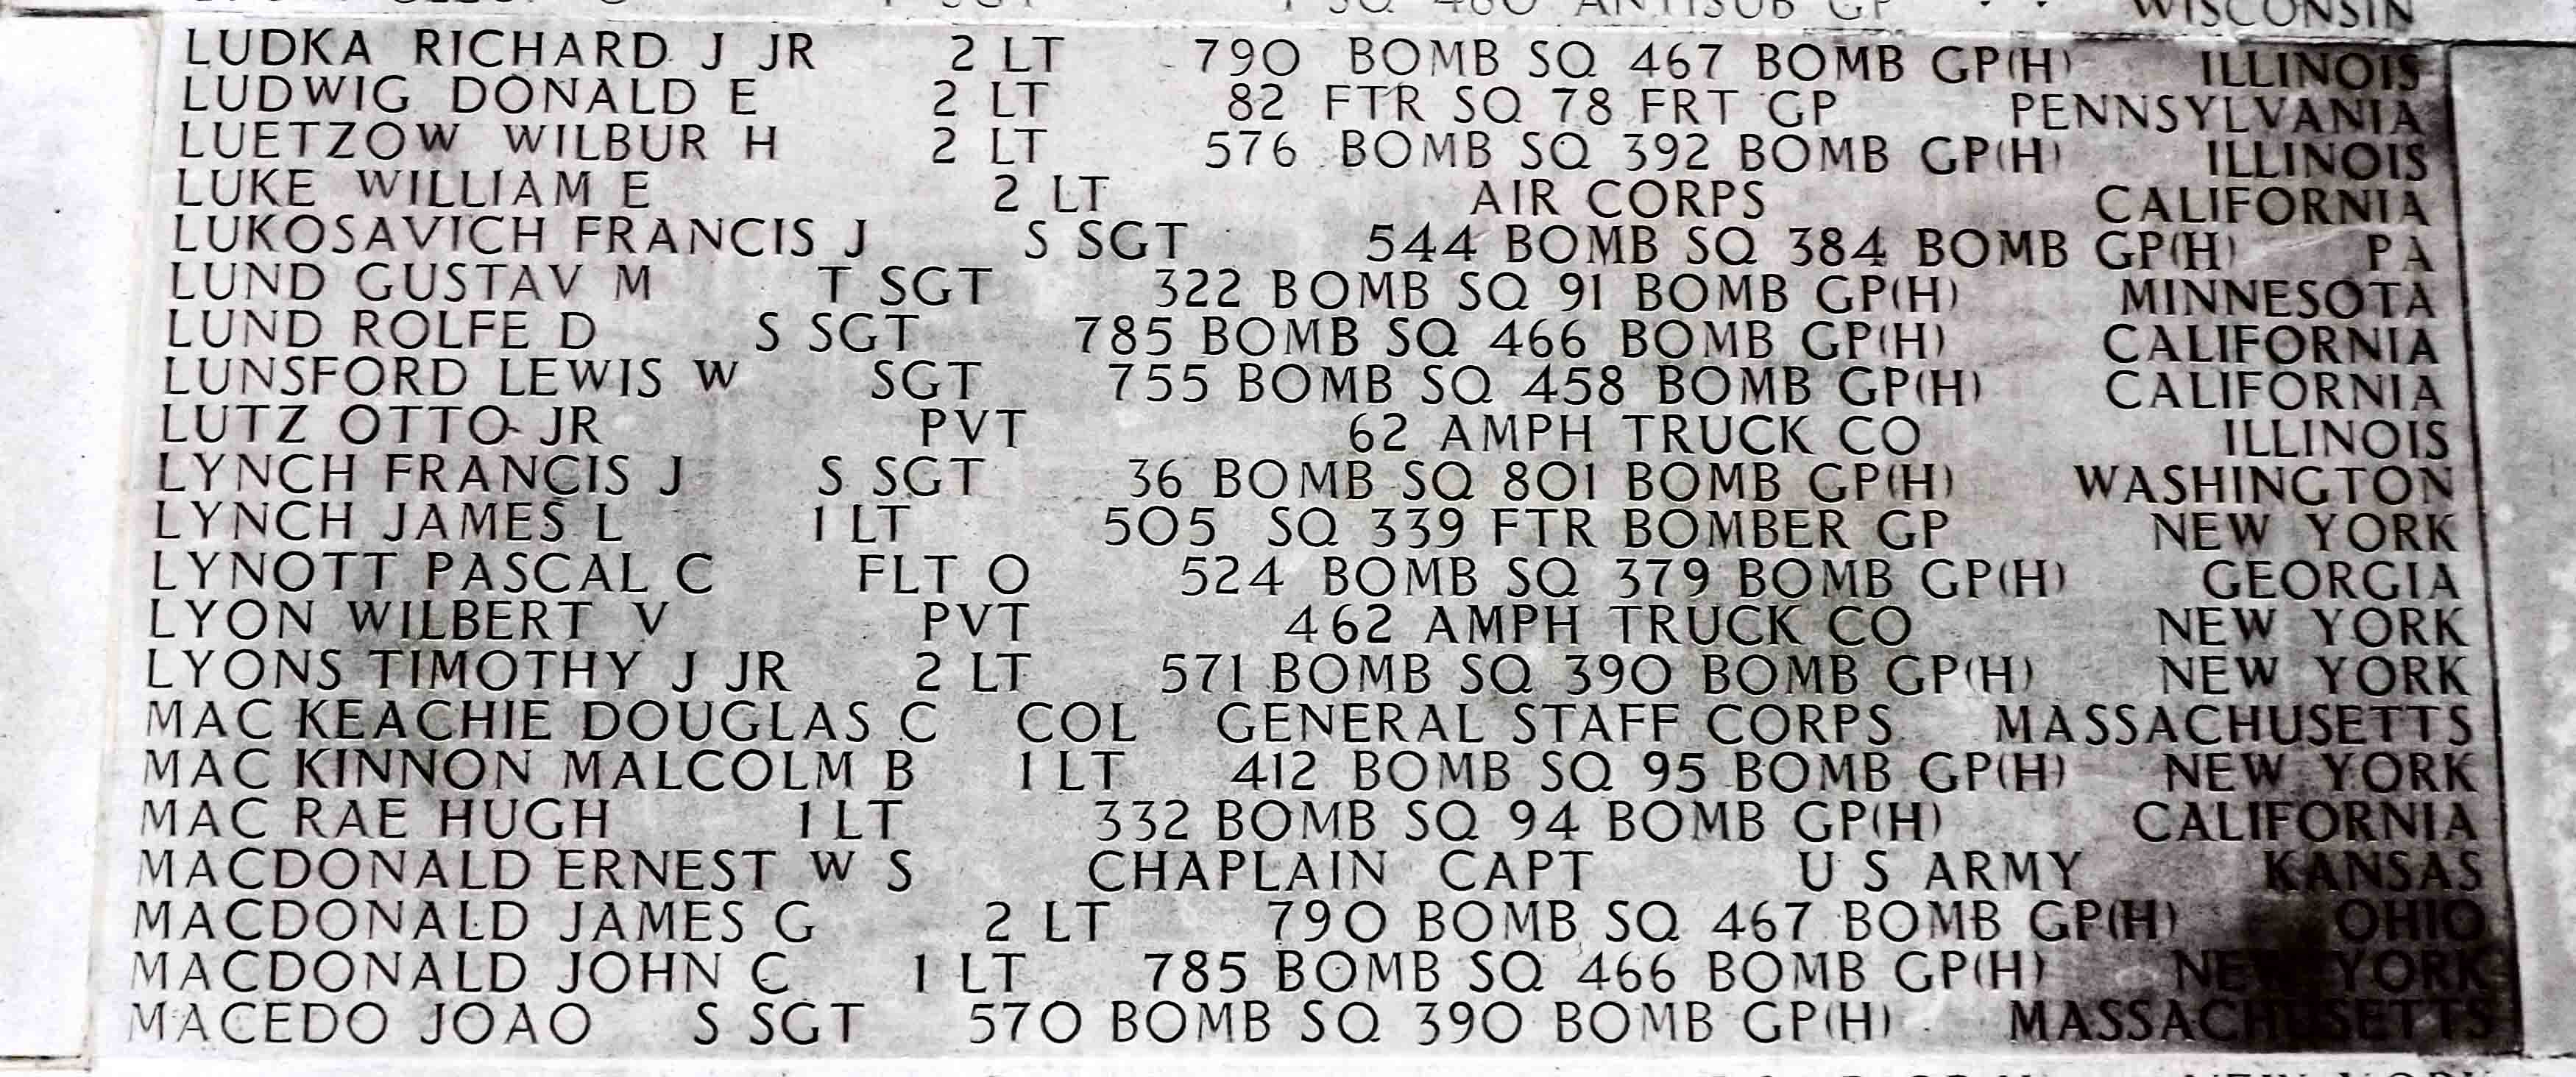 1 SQ 480 ANTISUB GP WISCONSIN
LUDKA RICHARD J JR 2 LT 790 BOMB SQ 467 BOMB GP(H) ILLINOIS
LUDWIG DONALD E 2 LT 82 FTR SQ 78 FRT GP PENNSYLVANIA
LUETZOW WILBUR H 2 LT 576 BOMB SQ 392 BOMB GP(H) ILLINOIS
LUKE WILLIAM E 2 LT AIR CORPS CALIFORNIA
LUKOSAVICH FRANCIS J S SGT 544 BOMB SQ 384 BOMB GP(H) PA
LUND GUSTAV M T SGT 322 BOMB SQ 91 BOMB GP(H) MINNESOTA
LUND ROLFE D S SGT 785 BOMB SQ 466 BOMB GP(H) CALIFORNIA
LUNSFORD LEWIS W SGT 755 BOMB SQ 458 BOMB GP(H) CALIFORNIA
LUTZ OTTO JR PVT 62 AMPH TRUCK CO ILLINOIS
LYNCH FRANCIS J S SGT 36 BOMB SQ 801 BOMB GP(H) WASHINGTON
LYNCH JAMES L 1 LT 505 SQ 339 FTR BOMBER GP NEW YORK
LYNOTT PASCAL C FLT O 524 BOMB SQ 379 BOMB GP(H) GEORGIA
LYON WILBERT V PVT 462 AMPH TRUCK CO NEW YORK
LYONS TIMOTHY J JR 2 LT 571 BOMB SQ 390 BOMB GP(H) NEW YORK
MAC KEACHIE DOUGLAS C COL GENERAL STAFF CORPS MASSACHUSETTS
MAC KINNON MALCOLM B 1 LT 412 BOMB SQ 95 BOMB GP(H) NEW YORK
MAC RAE HUGH 1 LT 332 BOMB SQ 94 BOMB GP(H) CALIFORNIA
MACDONALD ERNEST W S CHAPLAIN CAPT U S ARMY KANSAS
MACDONALD JAMES G 2 LT 790 BOMB SQ 467 BOMB GP(H) OHIO
MACDONALD JOHN C 1 LT 785 BOMB SQ 466 BOMB GP(H) NEW YORK
MACEDO JOAO S SGT 570 BOMB SQ 390 BOMB GP(H) MASSACHUSETTS